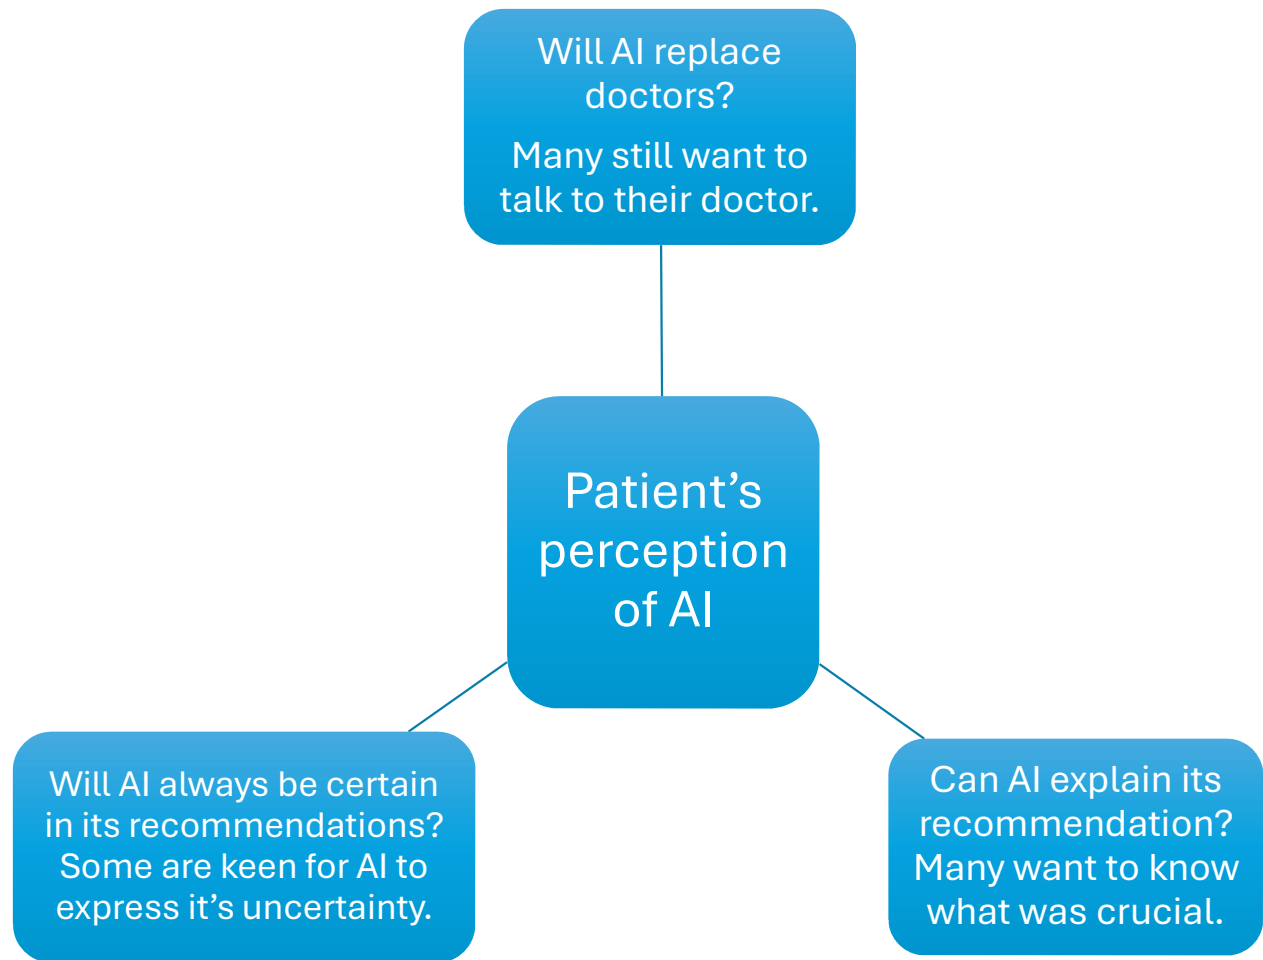 Will AI replace
doctors?
Many still want to
talk to their doctor.
Patient’s
perception
of AI
Will AI always be certain
in its recommendations?
Some are keen for AI to
express it’s uncertainty.
Can AI explain its
recommendation?
Many want to know
what was crucial.